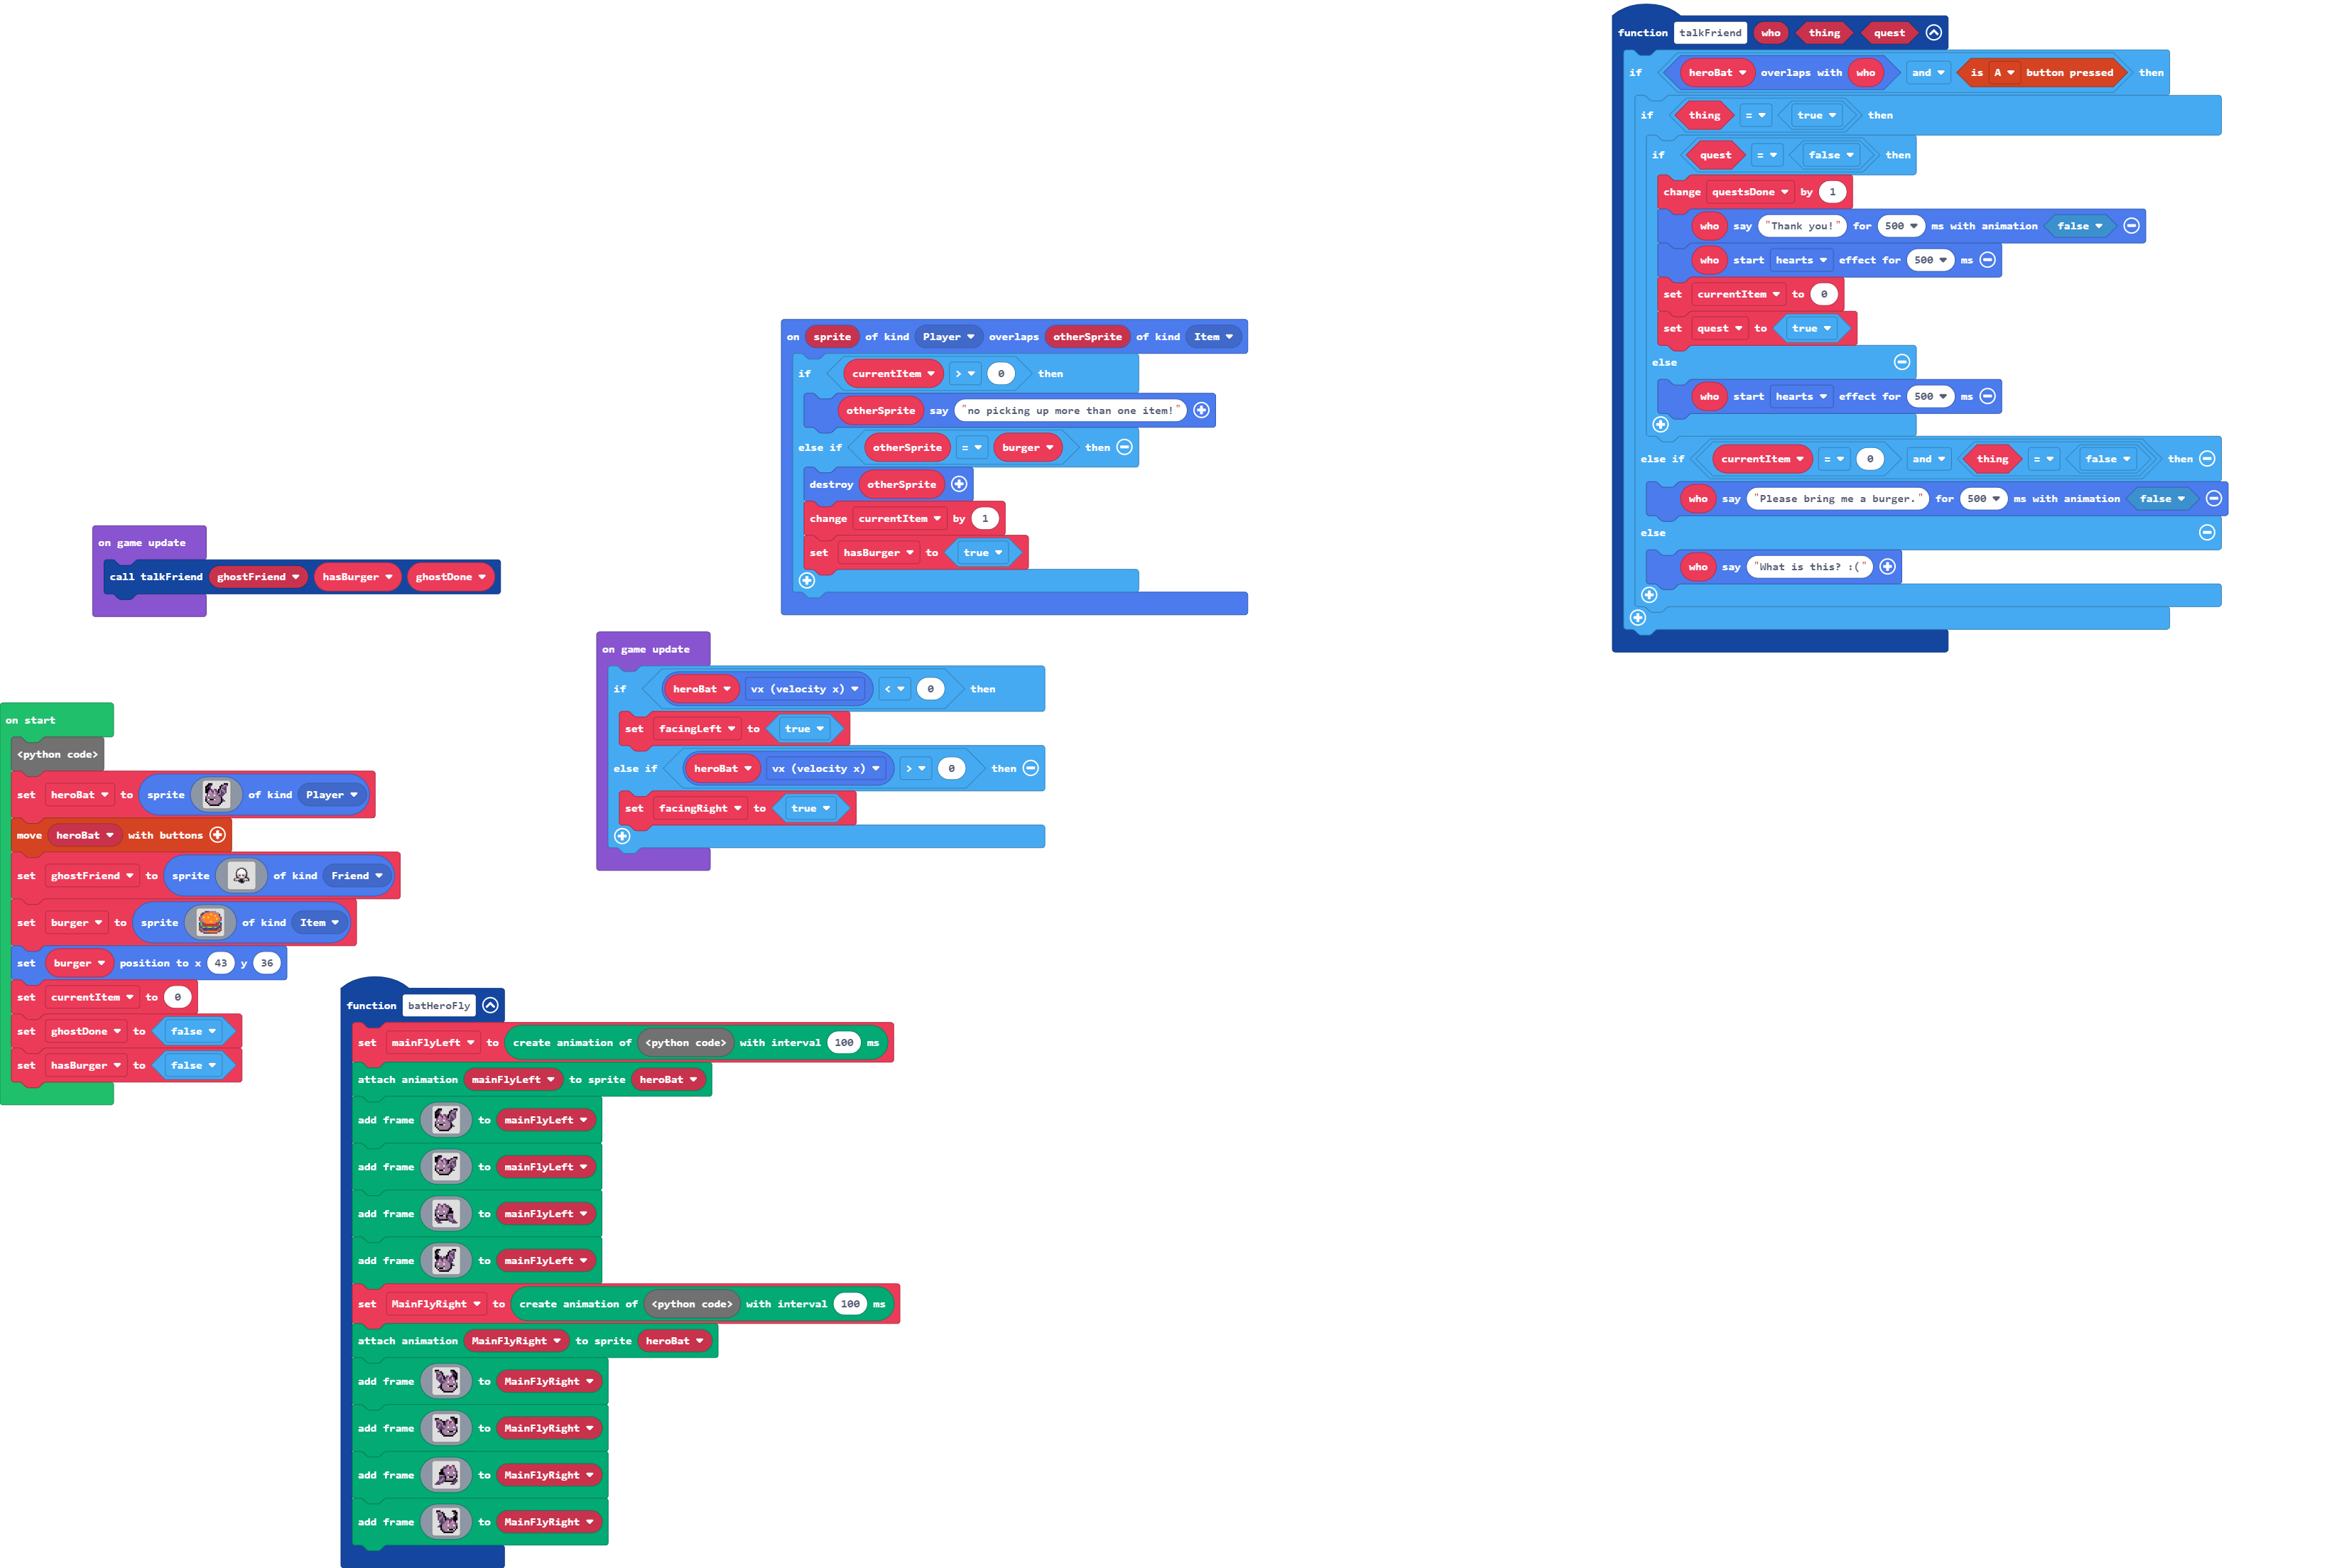 function talkFriend who thing quest
if heroBat overlaps with who and is A button pressed then
if thing = true then
if quest = false then
change questsDone by 1
who say "Thank you!" for 500 ms with animation false
who start hearts effect for 500 ms
set currentItem to 0
set quest to true
else
who start hearts effect for 500 ms
else if currentItem = 0 and thing = false then
who say "Please bring me a burger." for 500 ms with animation false
else
who say "What is this? :("
on sprite of kind Player overlaps otherSprite of kind Item
if currentItem > 0 then
otherSprite say "no picking up more than one item!"
else if otherSprite = burger then
destroy otherSprite
change currentItem by 1
set hasBurger to true
on game update
call talkFriend ghostFriend hasBurger ghostDone
on game update
if heroBat vx (velocity x) < 0 then
set facingLeft to true
else if heroBat vx (velocity x) > 0 then
set facingRight to true
on start
<python code>
set heroBat to sprite of kind Player
move heroBat with buttons
set ghostFriend to sprite of kind Friend
set burger to sprite of kind Item
set burger position to x 43 y 36
set currentItem to 0
set ghostDone to false
set hasBurger to false
function batHeroFly
set mainFlyLeft to create animation of <python code> with interval 100 ms
attach animation mainFlyLeft to sprite heroBat
add frame to mainFlyLeft
add frame to mainFlyLeft
add frame to mainFlyLeft
add frame to mainFlyLeft
set MainFlyRight to create animation of <python code> with interval 100 ms
attach animation MainFlyRight to sprite heroBat
add frame to MainFlyRight
add frame to MainFlyRight
add frame to MainFlyRight
add frame to MainFlyRight